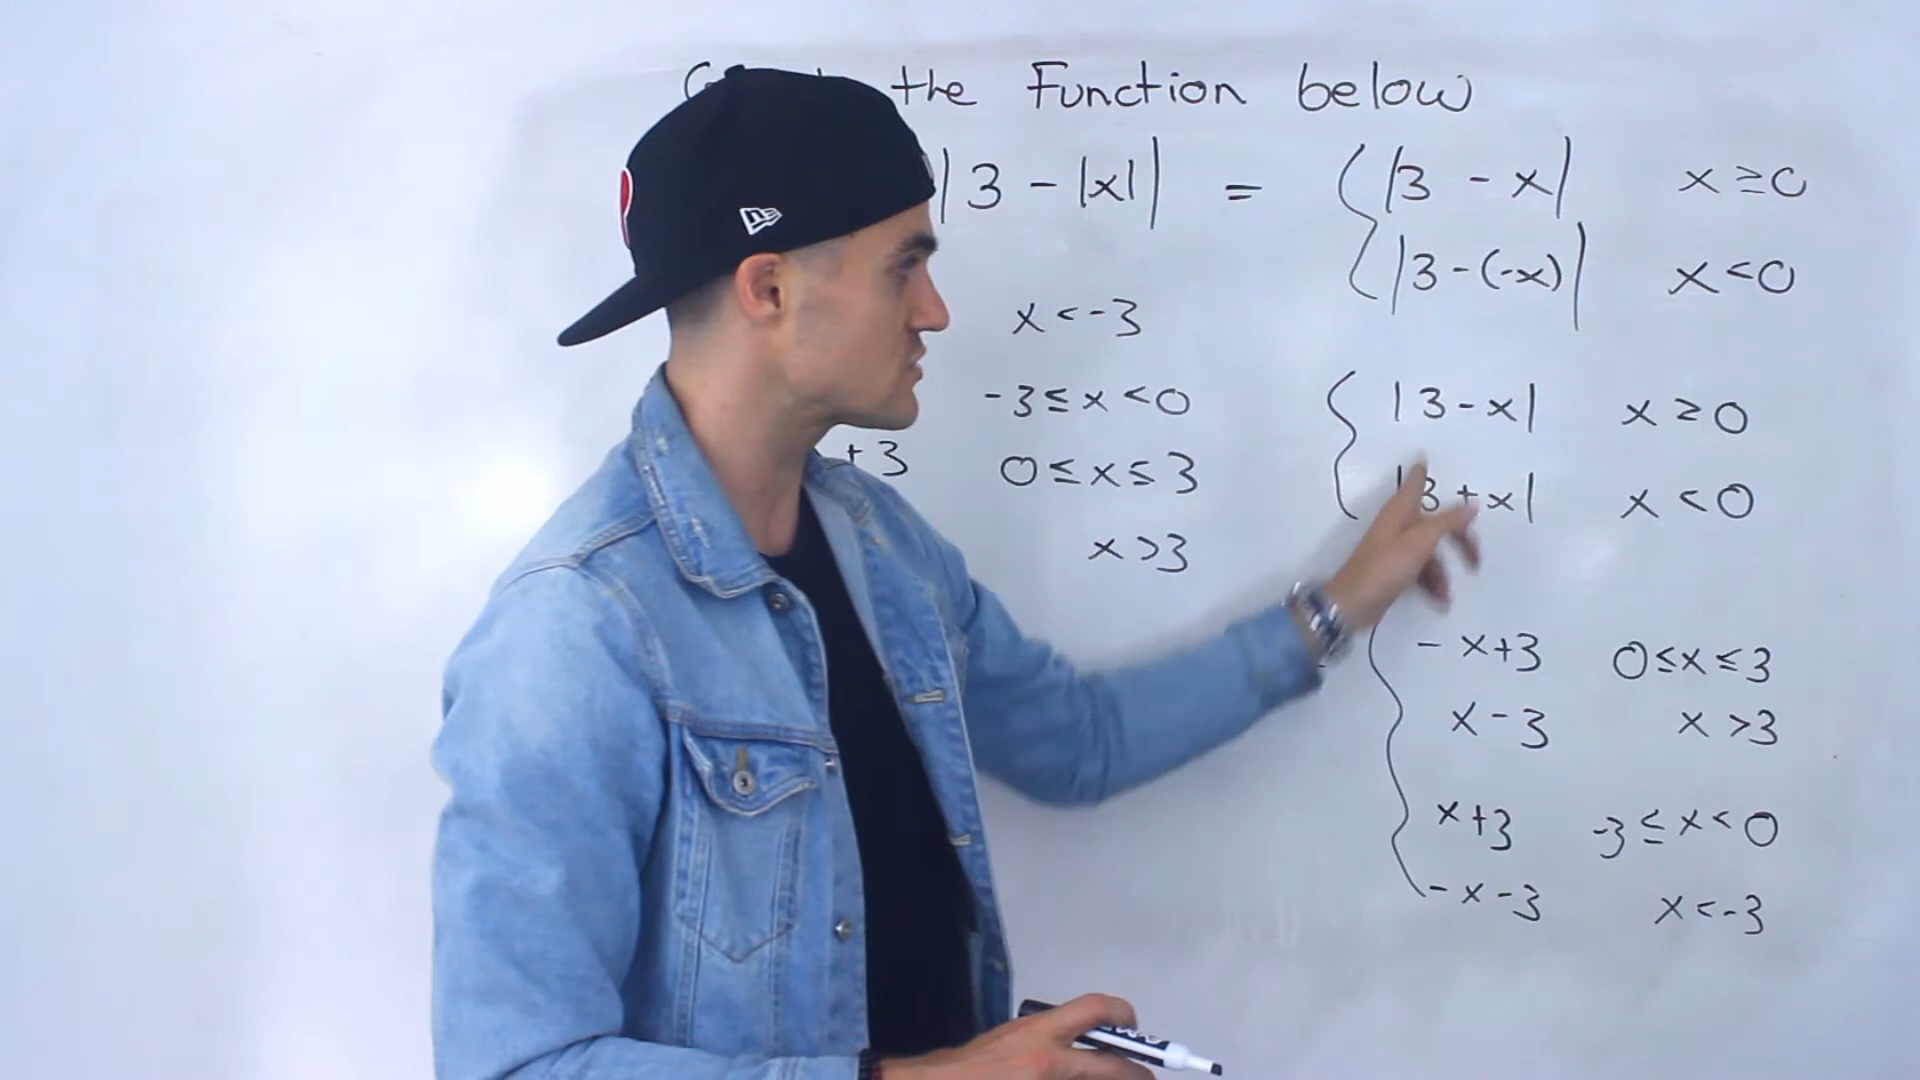 the Function below
|3 - |x|| = { |3 - x| x ≥ 0
|3 - (-x)| x < 0
x < -3
-3 ≤ x < 0
+3 0 ≤ x ≤ 3
x > 3
{ |3 - x| x ≥ 0
|3 + x| x < 0
{ - x + 3 0 ≤ x ≤ 3
x - 3 x > 3
x + 3 -3 ≤ x < 0
- x - 3 x < -3